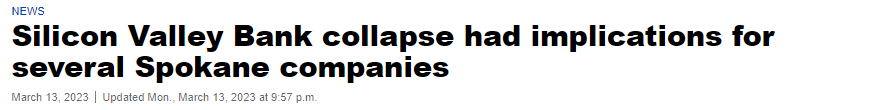 NEWS
Silicon Valley Bank collapse had implications for
several Spokane companies
March 13, 2023 | Updated Mon., March 13, 2023 at 9:57 p.m.